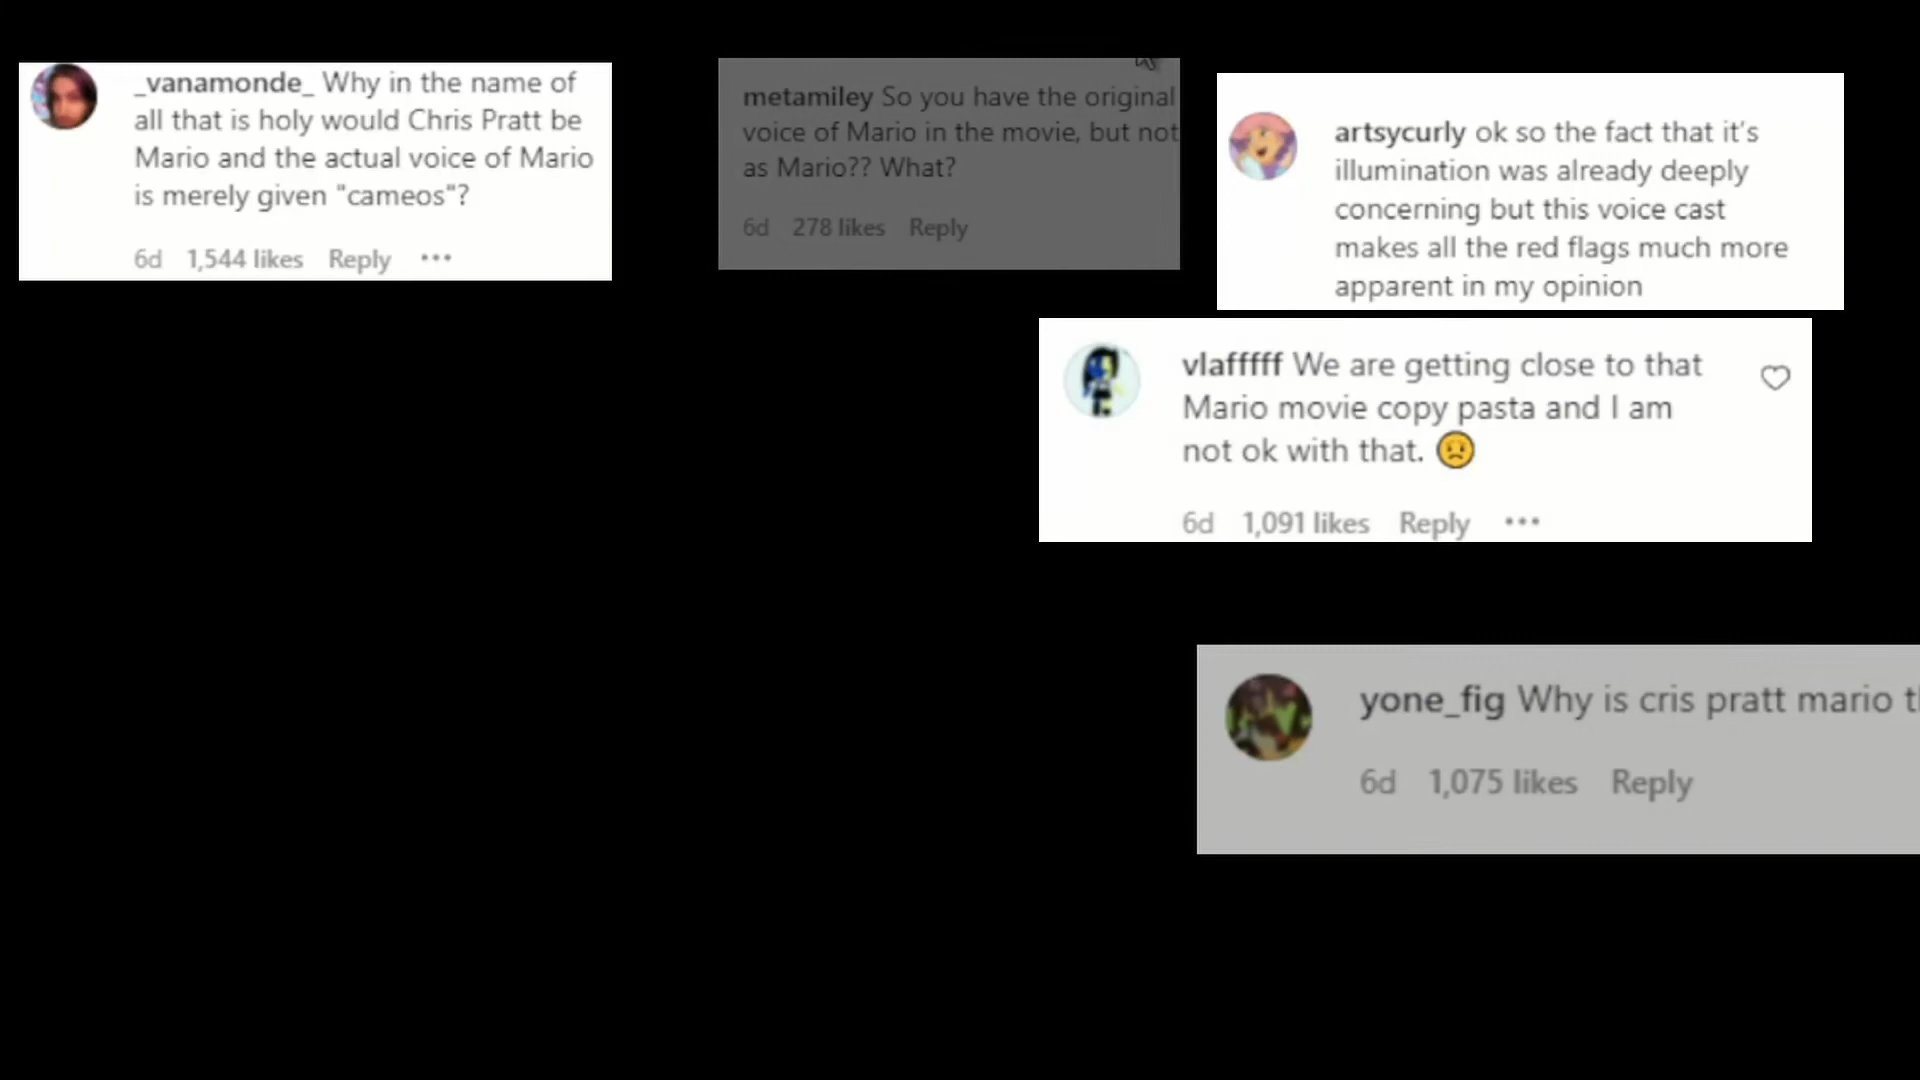 _vanamonde_ Why in the name of
all that is holy would Chris Pratt be
Mario and the actual voice of Mario
is merely given "cameos"?
6d 1,544 likes Reply •••
metamiley So you have the original
voice of Mario in the movie, but not
as Mario?? What?
6d 278 likes Reply
artsycurly ok so the fact that it's
illumination was already deeply
concerning but this voice cast
makes all the red flags much more
apparent in my opinion
vlafffff We are getting close to that
Mario movie copy pasta and I am
not ok with that. 😟
6d 1,091 likes Reply •••
yone_fig Why is cris pratt mario
6d 1,075 likes Reply